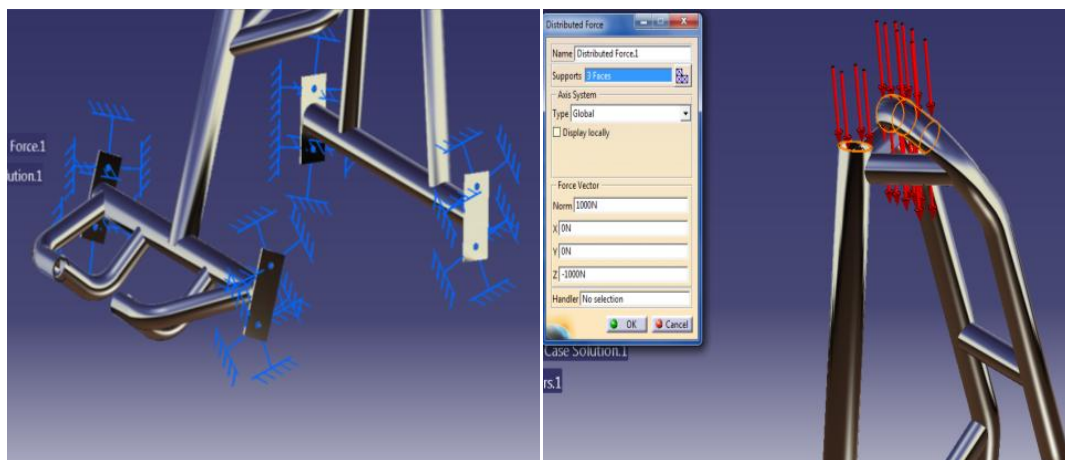 Force.1
ution.1
Distributed Force
Name Distributed Force.1
Supports 3 Faces
Axis System
Type Global
Display locally
Force Vector
Norm 1000N
X 0N
Y 0N
Z -1000N
Handler No selection
OK Cancel
Case Solution.1
rs.1